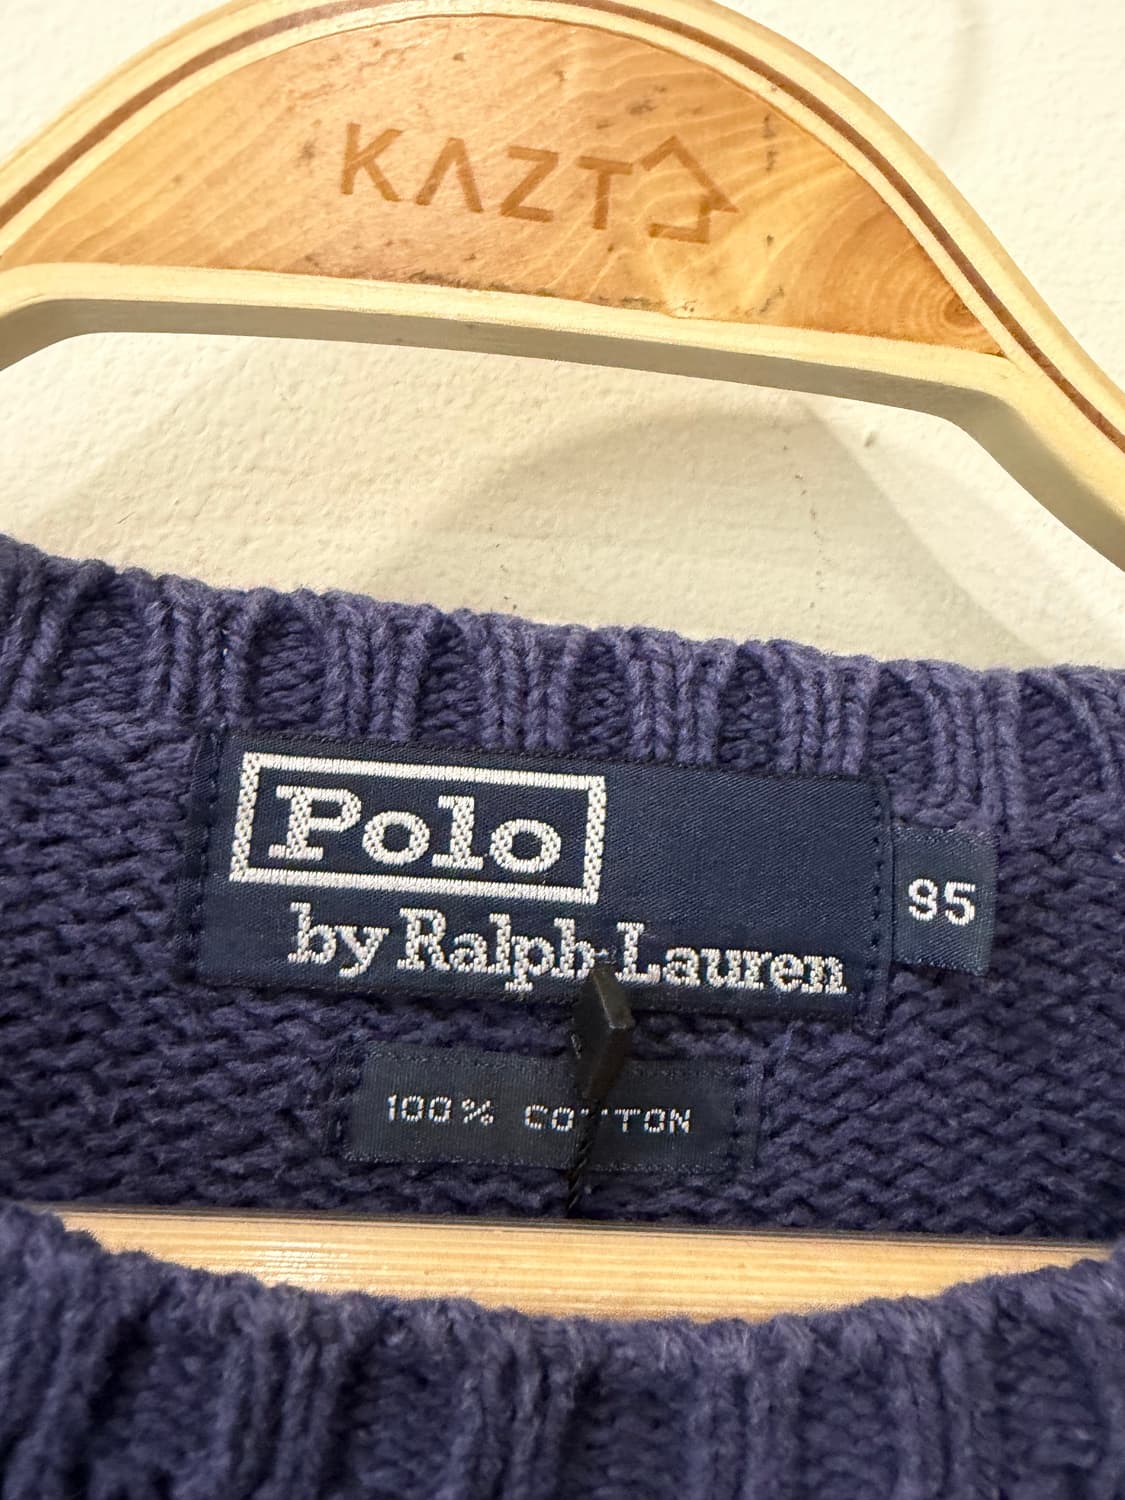 KAZT
Polo
by Ralph Lauren
95
100% COTTON